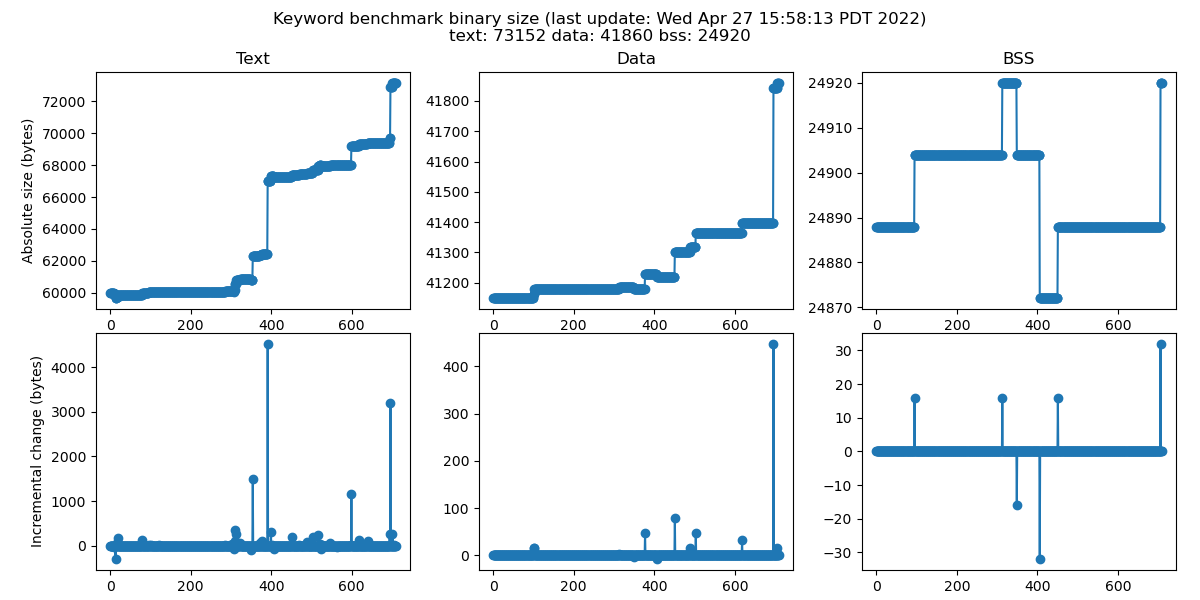 Keyword benchmark binary size (last update: Wed Apr 27 15:58:13 PDT 2022)
text: 73152 data: 41860 bss: 24920
Text
Data
BSS
Absolute size (bytes)
72000
70000
68000
66000
64000
62000
60000
0 200 400 600
41800
41700
41600
41500
41400
41300
41200
0 200 400 600
24920
24910
24900
24890
24880
24870
0 200 400 600
Incremental change (bytes)
4000
3000
2000
1000
0
0 200 400 600
400
300
200
100
0
0 200 400 600
30
20
10
0
−10
−20
−30
0 200 400 600